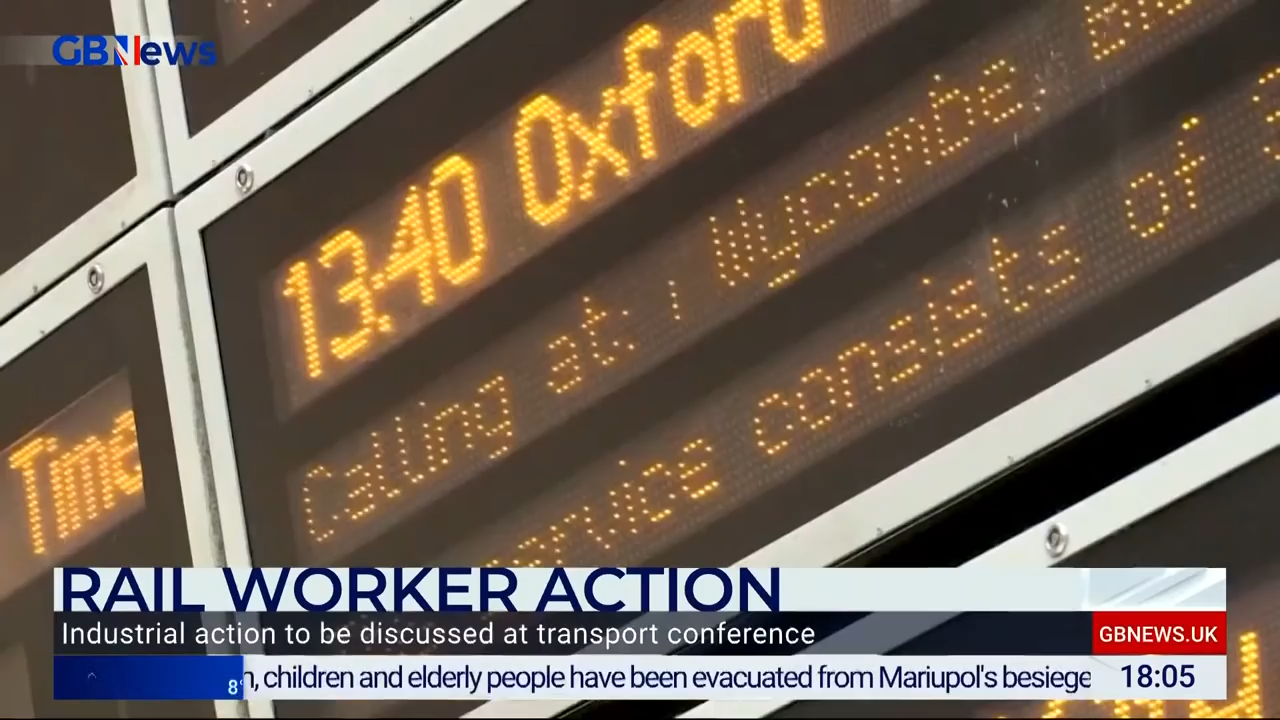 GBNews
13:40 Oxford
Calling at: Wycombe,
service consists of
Time
RAIL WORKER ACTION
Industrial action to be discussed at transport conference
GBNEWS.UK
8°
, children and elderly people have been evacuated from Mariupol's besiege
18:05